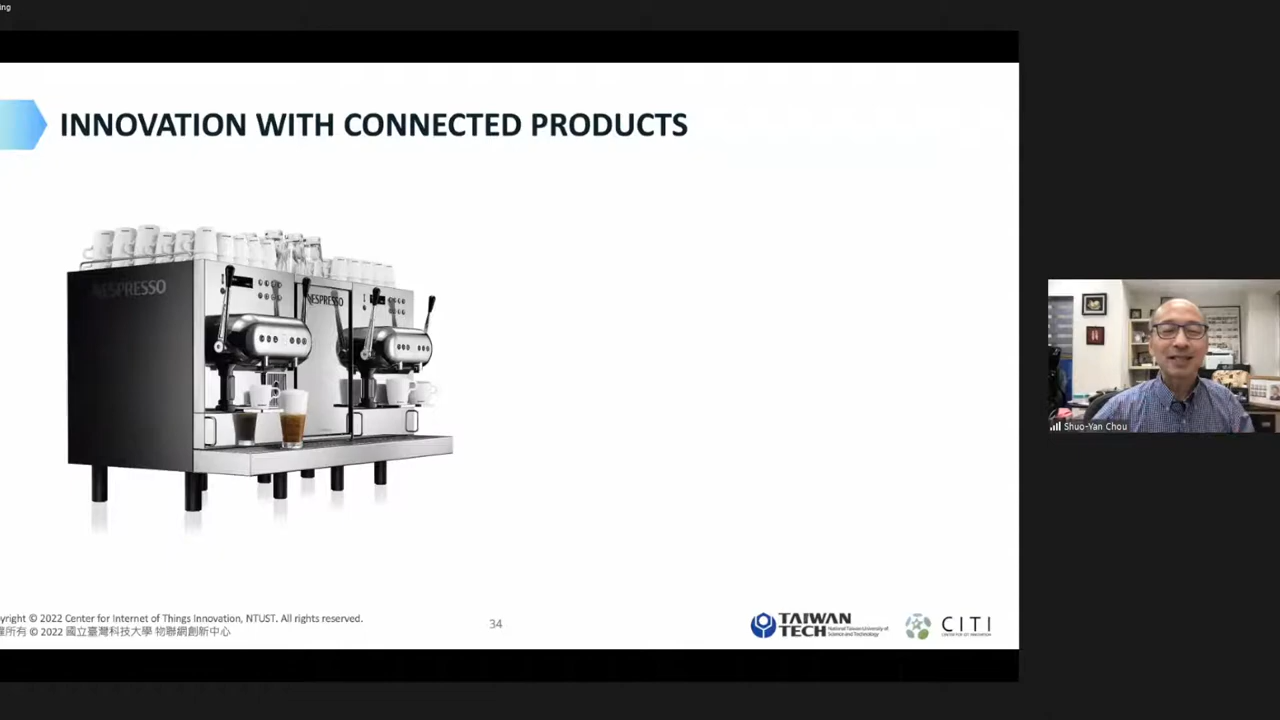 ing
INNOVATION WITH CONNECTED PRODUCTS
NESPRESSO
NESPRESSO
yright © 2022 Center for Internet of Things Innovation, NTUST. All rights reserved.
權所有 © 2022 國立臺灣科技大學 物聯網創新中心
34
TAIWAN
TECH
National Taiwan University of
Science and Technology
CITI
CENTER FOR IOT INNOVATION
Shuo-Yan Chou